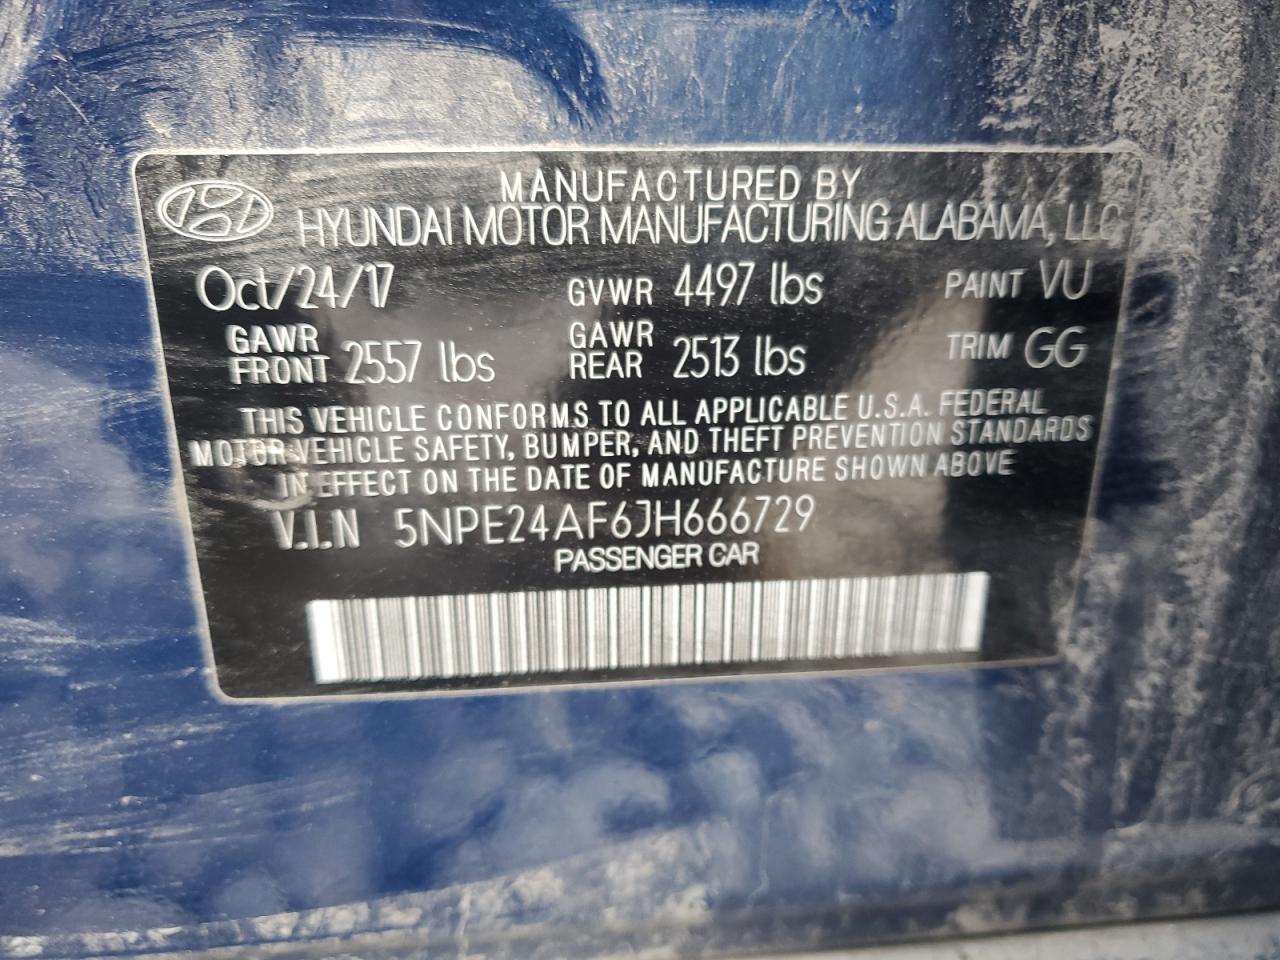 MANUFACTURED BY
HYUNDAI MOTOR MANUFACTURING ALABAMA, LLC
Oct/24/17 GVWR 4497 lbs PAINT VU
GAWR FRONT 2557 lbs GAWR REAR 2513 lbs TRIM GG
THIS VEHICLE CONFORMS TO ALL APPLICABLE U.S.A. FEDERAL
MOTOR VEHICLE SAFETY, BUMPER, AND THEFT PREVENTION STANDARDS
IN EFFECT ON THE DATE OF MANUFACTURE SHOWN ABOVE
V.I.N 5NPE24AF6JH666729
PASSENGER CAR